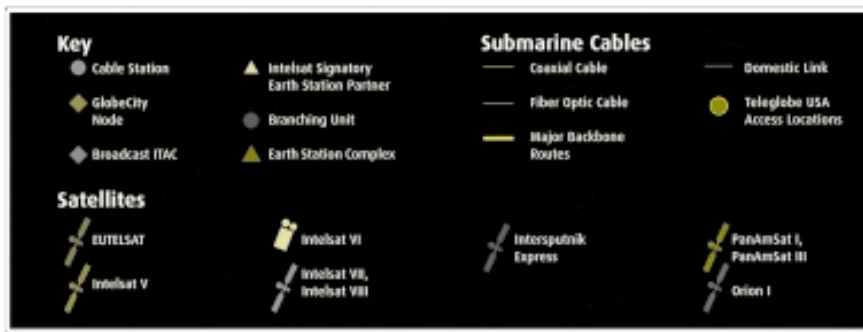 Key
Cable Station
GlobeCity
Node
Broadcast ITAC
Intelsat Signatory
Earth Station Partner
Branching Unit
Earth Station Complex
Submarine Cables
Coaxial Cable
Fiber Optic Cable
Major Backbone
Routes
Domestic Link
Teleglobe USA
Access Locations
Satellites
EUTELSAT
Intelsat V
Intelsat VI
Intelsat VII,
Intelsat VIII
Intersputnik
Express
PanAmSat I,
PanAmSat III
Orion I